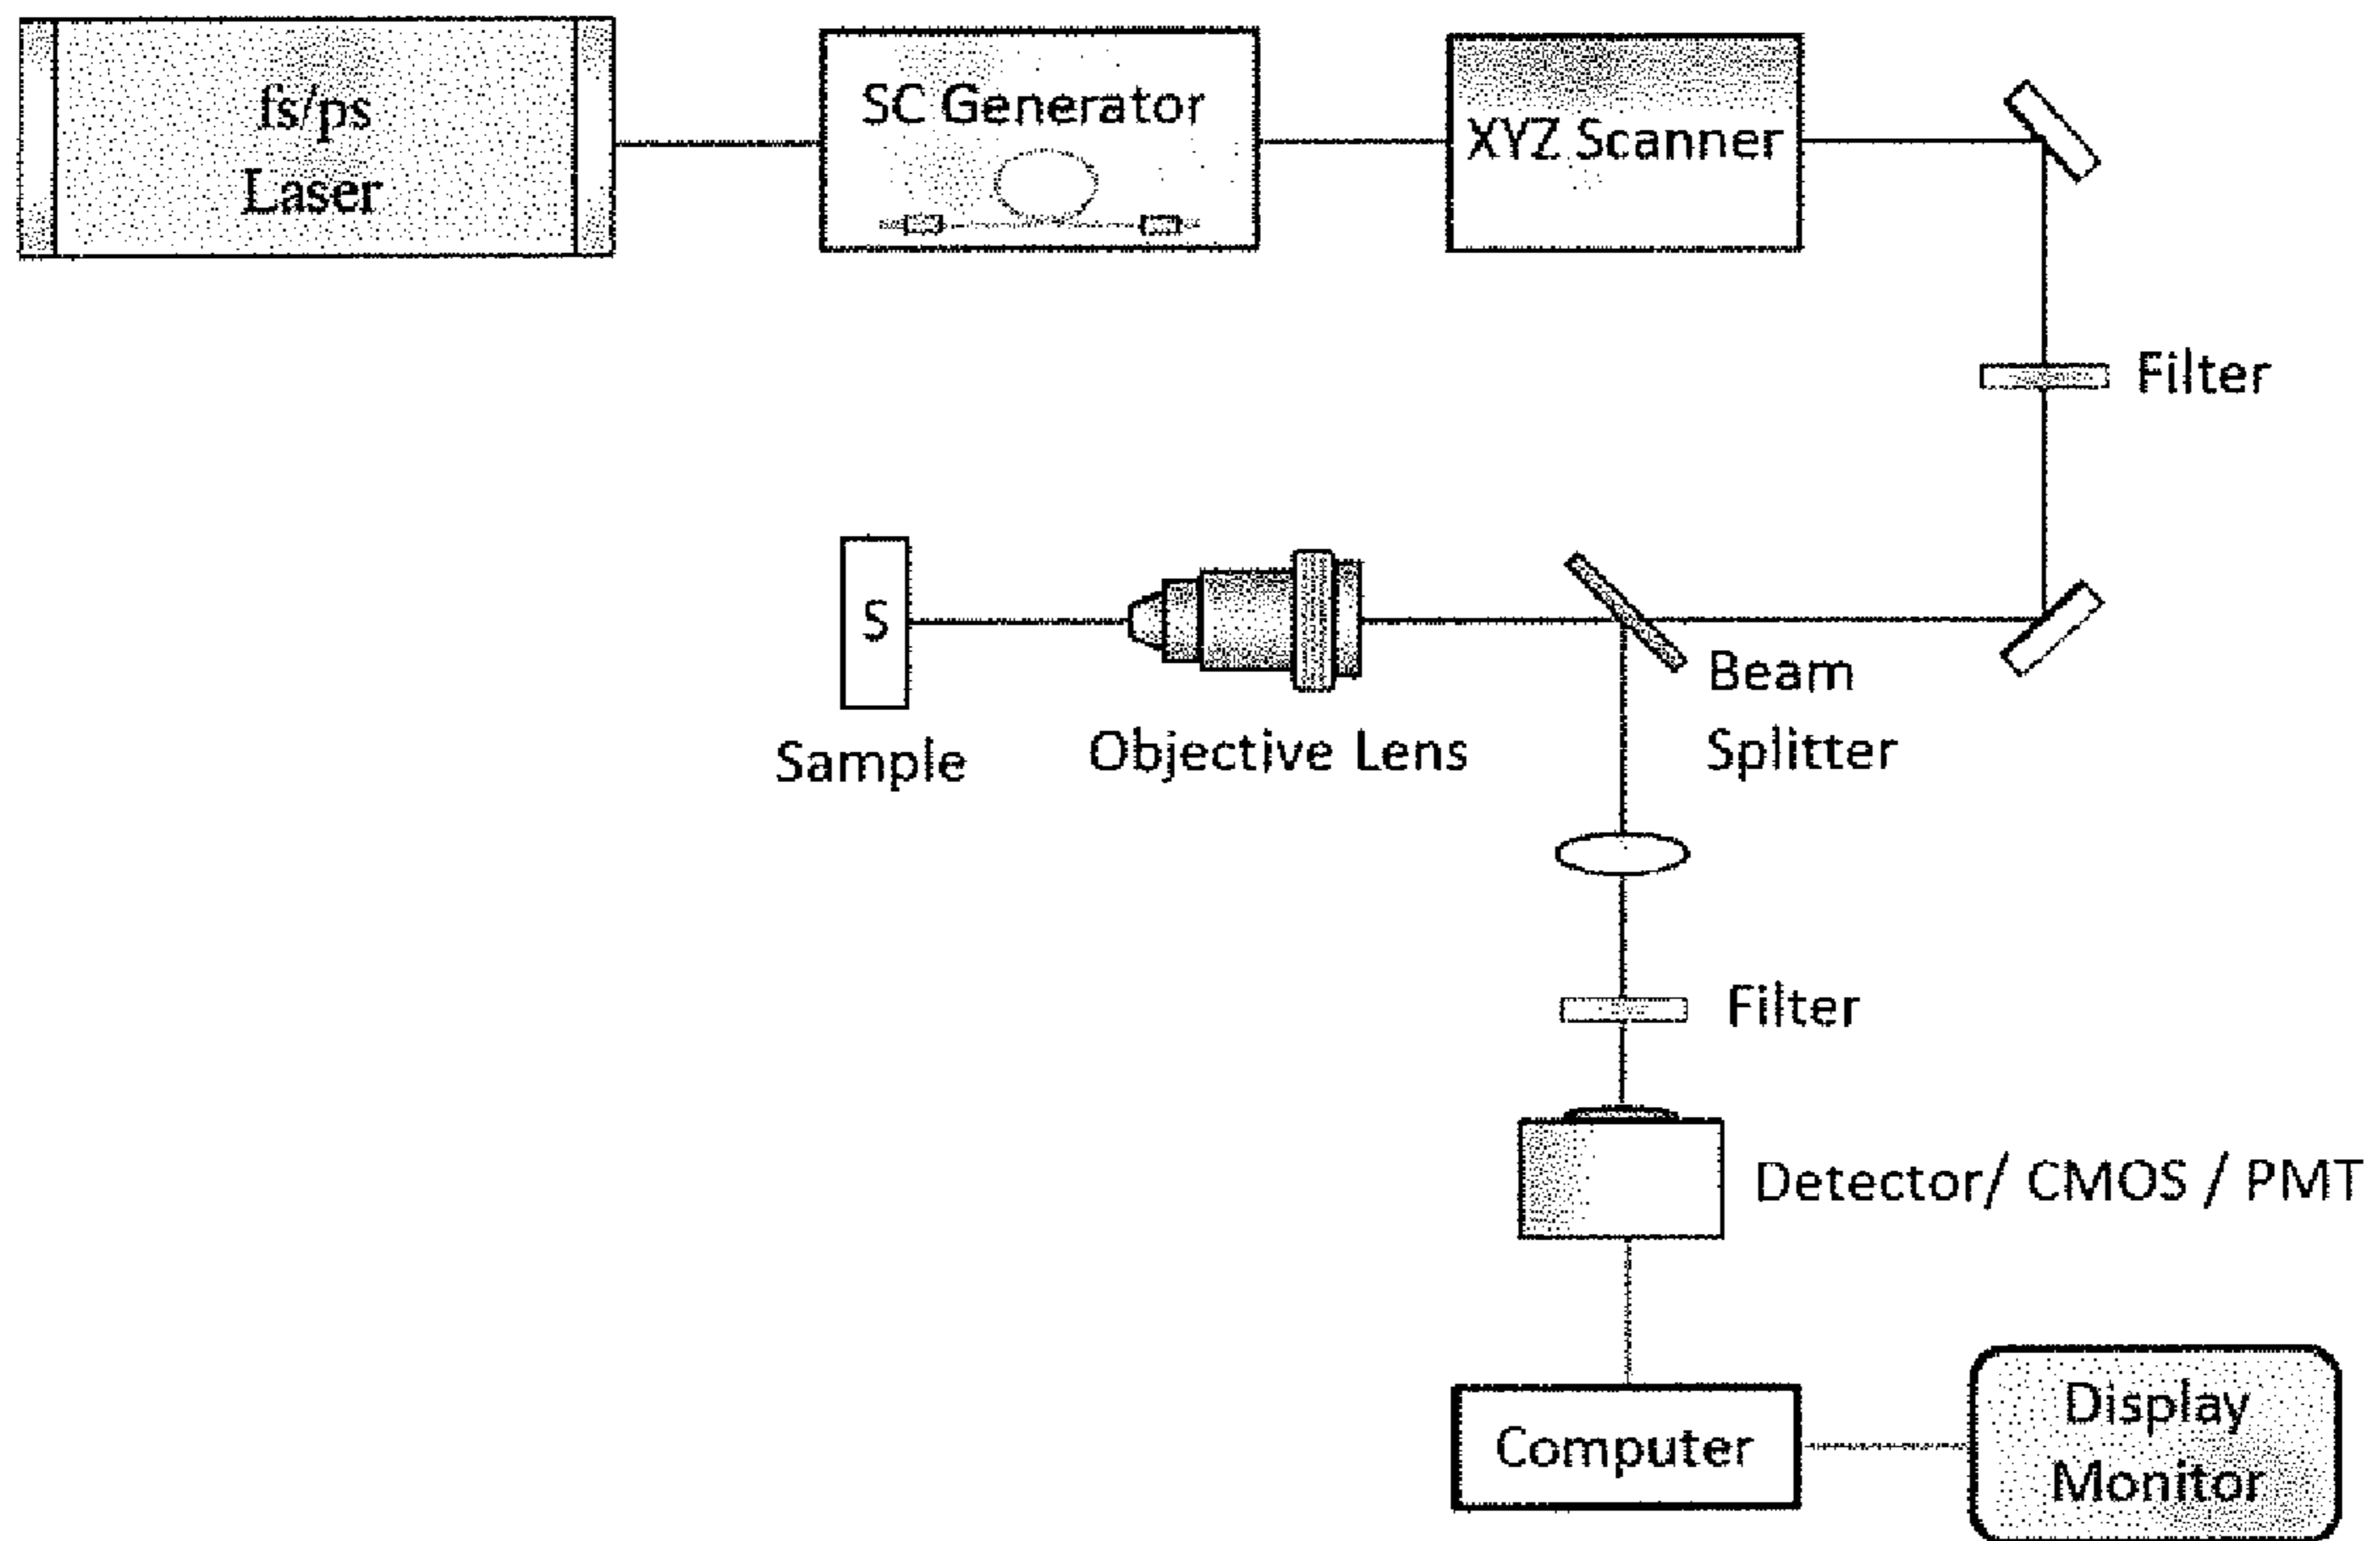 fs/ps
Laser
SC Generator
XYZ Scanner
Filter
S
Sample
Objective Lens
Beam
Splitter
Filter
Detector/ CMOS / PMT
Computer
Display
Monitor